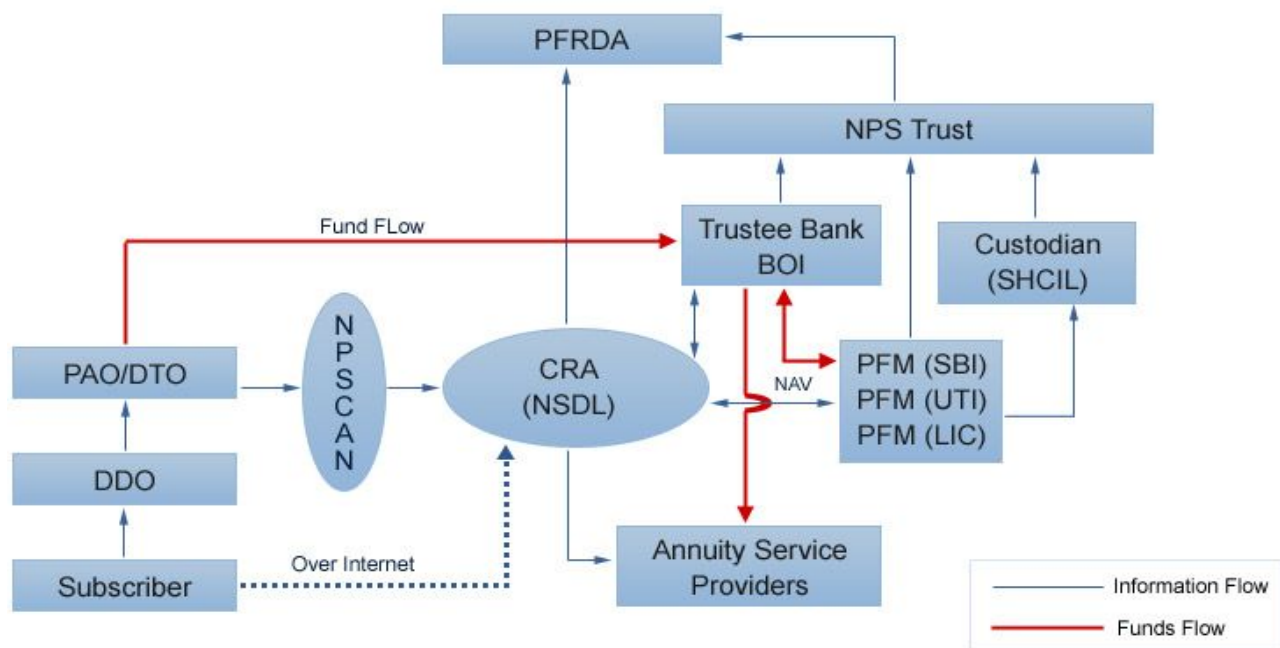 PFRDA
NPS Trust
Fund FLow
Trustee Bank
BOI
Custodian
(SHCIL)
NPSCAN
PAO/DTO
CRA
(NSDL)
NAV
PFM (SBI)
PFM (UTI)
PFM (LIC)
DDO
Over Internet
Annuity Service
Providers
Subscriber
Information Flow
Funds Flow